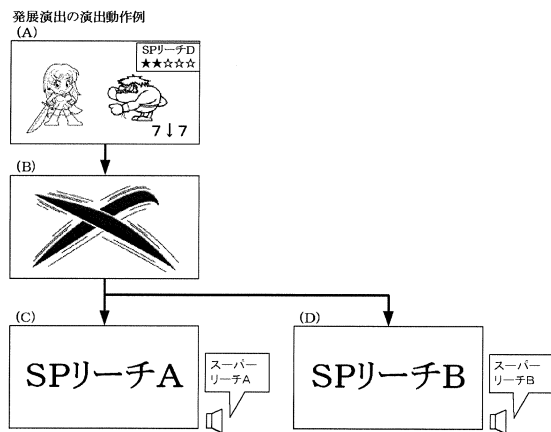 発展演出の演出動作例
(A)
SPリーチD
★★☆☆☆
7↓7
(B)
(C)
SPリーチA
スーパー
リーチA
(D)
SPリーチB
スーパー
リーチB